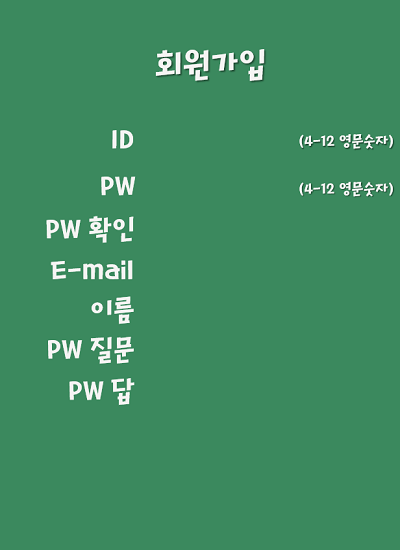 회원가입
ID (4-12 영문숫자)
PW (4-12 영문숫자)
PW 확인
E-mail
이름
PW 질문
PW 답